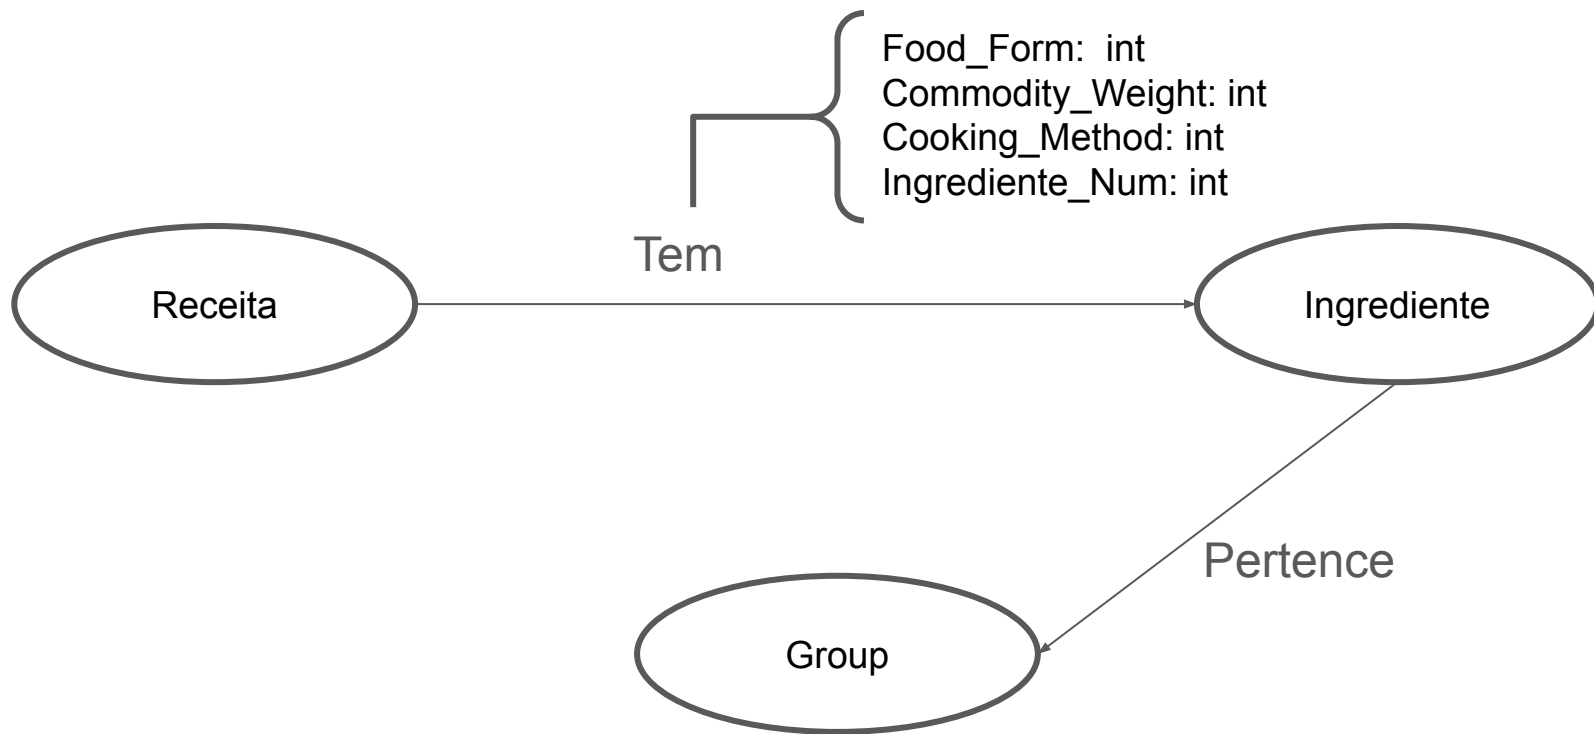 Food_Form:  int
Commodity_Weight: int
Cooking_Method: int
Ingrediente_Num: int
Tem
Receita
Ingrediente
Pertence
Group